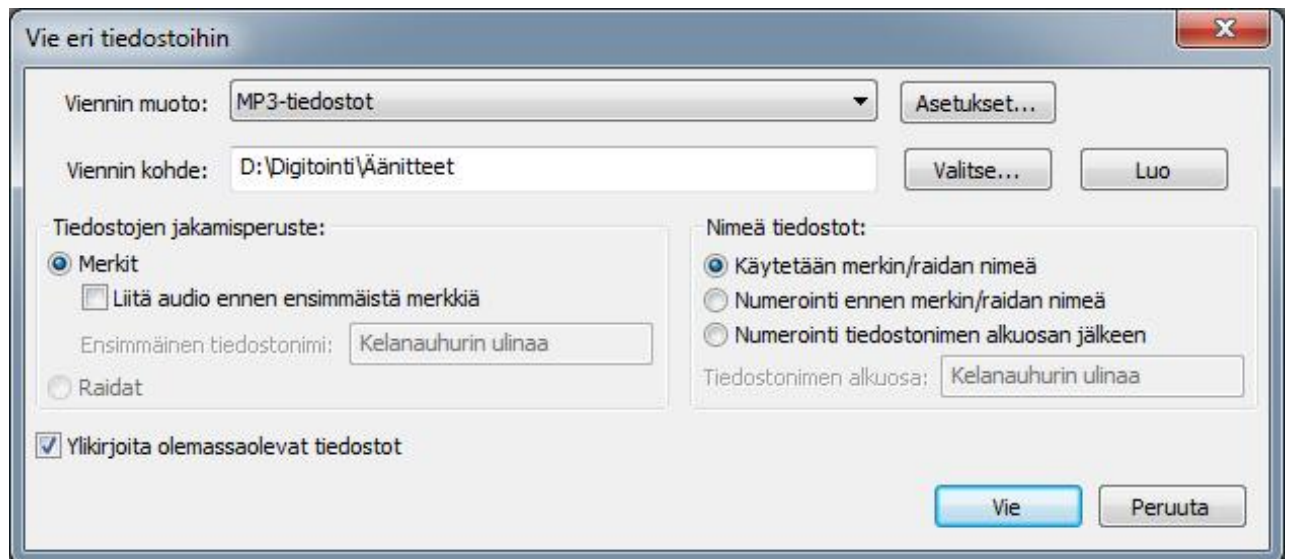 Vie eri tiedostoihin
Viennin muoto: MP3-tiedostot Asetukset...
Viennin kohde: D:\Digitointi\Äänitteet Valitse... Luo
Tiedostojen jakamisperuste:
Merkit
Liitä audio ennen ensimmäistä merkkiä
Ensimmäinen tiedostonimi: Kelanauhurin ulinaa
Raidat
Nimeä tiedostot:
Käytetään merkin/raidan nimeä
Numerointi ennen merkin/raidan nimeä
Numerointi tiedostonimen alkuosan jälkeen
Tiedostonimen alkuosa: Kelanauhurin ulinaa
Ylikirjoita olemassaolevat tiedostot
Vie Peruuta